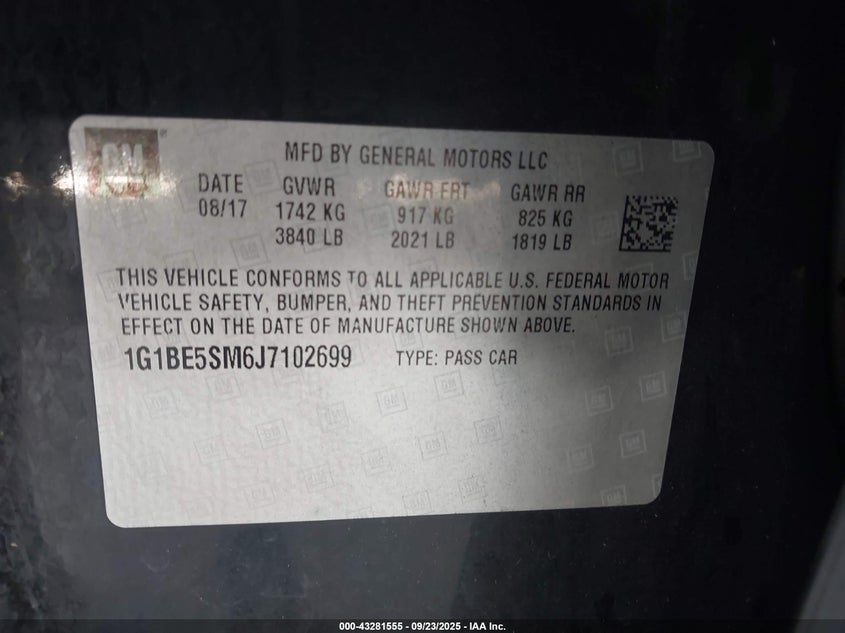 GM
MFD BY GENERAL MOTORS LLC
DATE GVWR GAWR FRT GAWR RR
08/17 1742 KG 917 KG 825 KG
3840 LB 2021 LB 1819 LB
THIS VEHICLE CONFORMS TO ALL APPLICABLE U.S. FEDERAL MOTOR
VEHICLE SAFETY, BUMPER, AND THEFT PREVENTION STANDARDS IN
EFFECT ON THE DATE OF MANUFACTURE SHOWN ABOVE.
1G1BE5SM6J7102699 TYPE: PASS CAR
000-43281555 - 09/23/2025 - IAA Inc.